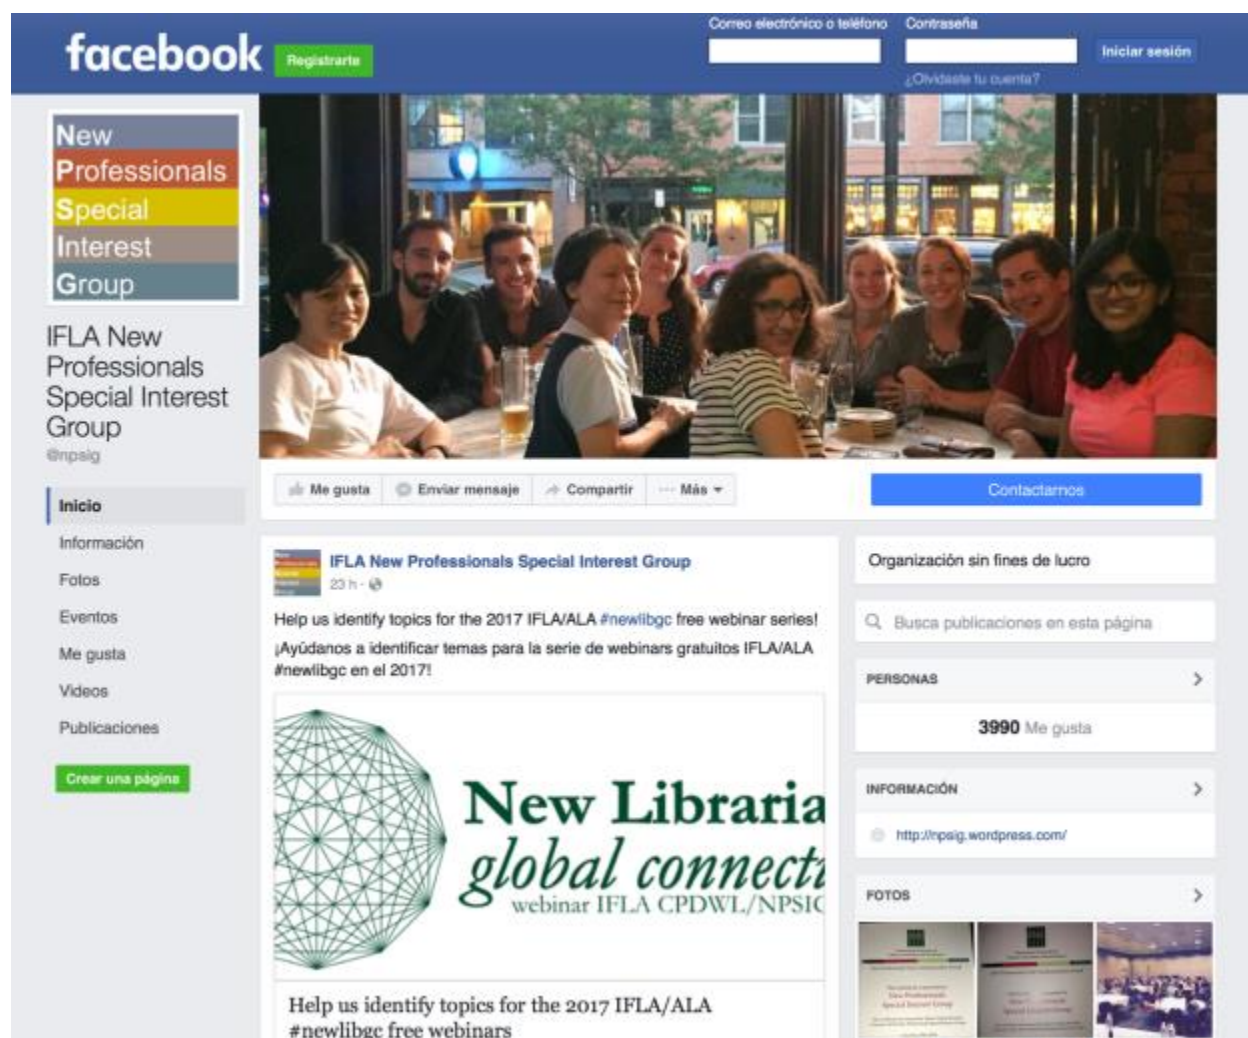 Correo electrónico o teléfono
Contraseña
facebook
Registrarte
Iniciar sesión
¿Olvidaste tu cuenta?
New
Professionals
Special
Interest
Group
IFLA New
Professionals
Special Interest
Group
@npsig
Inicio
Información
Fotos
Eventos
Me gusta
Videos
Publicaciones
Crear una página
Me gusta
Enviar mensaje
Compartir
Más
Contactarnos
IFLA New Professionals Special Interest Group
23 h
Help us identify topics for the 2017 IFLA/ALA #newlibgc free webinar series!
¡Ayúdanos a identificar temas para la serie de webinars gratuitos IFLA/ALA
#newlibgc en el 2017!
New Libraria
global connecti
webinar IFLA CPDWL/NPSIG
Help us identify topics for the 2017 IFLA/ALA
#newlibgc free webinars
Organización sin fines de lucro
Busca publicaciones en esta página
PERSONAS
3990 Me gusta
INFORMACIÓN
http://npsig.wordpress.com/
FOTOS
New Professionals
Special Interest Group